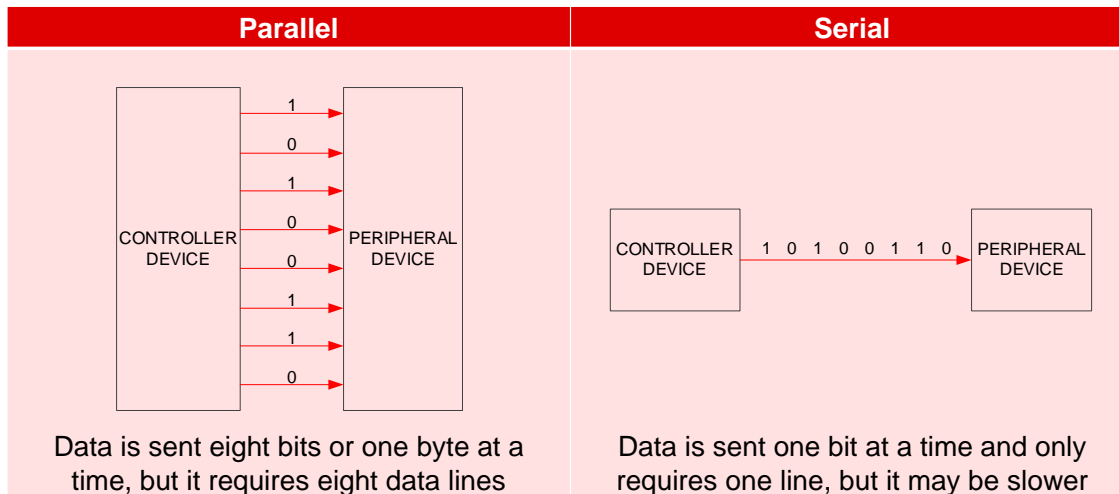 Parallel
Serial
1
0
1
0
0
1
1
0
CONTROLLER
DEVICE
PERIPHERAL
DEVICE
CONTROLLER
DEVICE
1 0 1 0 0 1 1 0
PERIPHERAL
DEVICE
Data is sent eight bits or one byte at a
time, but it requires eight data lines
Data is sent one bit at a time and only
requires one line, but it may be slower